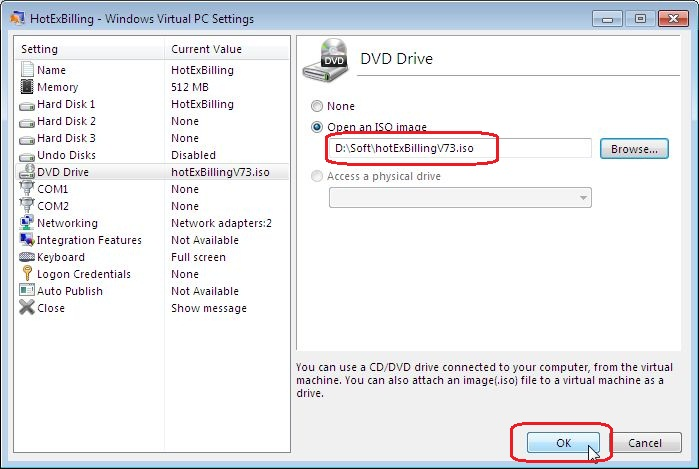 HotExBilling - Windows Virtual PC Settings
Setting Current Value
Name HotExBilling
Memory 512 MB
Hard Disk 1 HotExBilling
Hard Disk 2 None
Hard Disk 3 None
Undo Disks Disabled
DVD Drive hotExBillingV73.iso
COM1 None
COM2 None
Networking Network adapters:2
Integration Features Not Available
Keyboard Full screen
Logon Credentials None
Auto Publish Not Available
Close Show message
DVD
DVD Drive
None
Open an ISO image
D:\Soft\hotExBillingV73.iso
Browse...
Access a physical drive
You can use a CD/DVD drive connected to your computer, from the virtual
machine. You can also attach an image(.iso) file to a virtual machine as a
drive.
OK Cancel